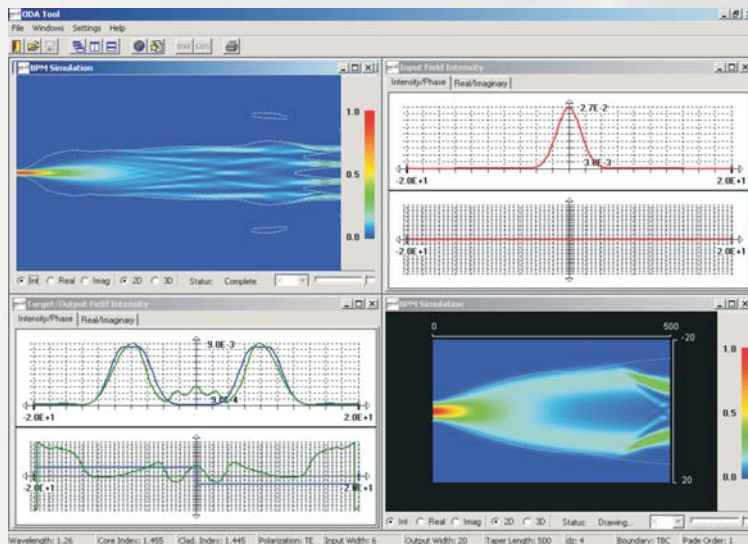 ODA Tool
File Windows Settings Help
BPM Simulation
1.0
0.5
0.0
Int Real Imag 2D 3D Status: Complete.
Input Field Intensity
Intensity/Phase Real/Imaginary
2.7E-2
-2.0E+1 2.0E+1
-2.0E+1 2.0E+1
Target/Output Field Intensity
Intensity/Phase Real/Imaginary
9.0E-3
9.0E-4
-2.0E+1 2.0E+1
-2.0E+1 2.0E+1
BPM Simulation
0 500
-20
20
1.0
0.5
0.0
Int Real Imag 2D 3D Status: Drawing...
Wavelength: 1.26 Core Index: 1.455 Clad. Index: 1.445 Polarization: TE Input Width: 6 Output Width: 20 Taper Length: 500 dz: 4 Boundary: TBC Pade Order: 1